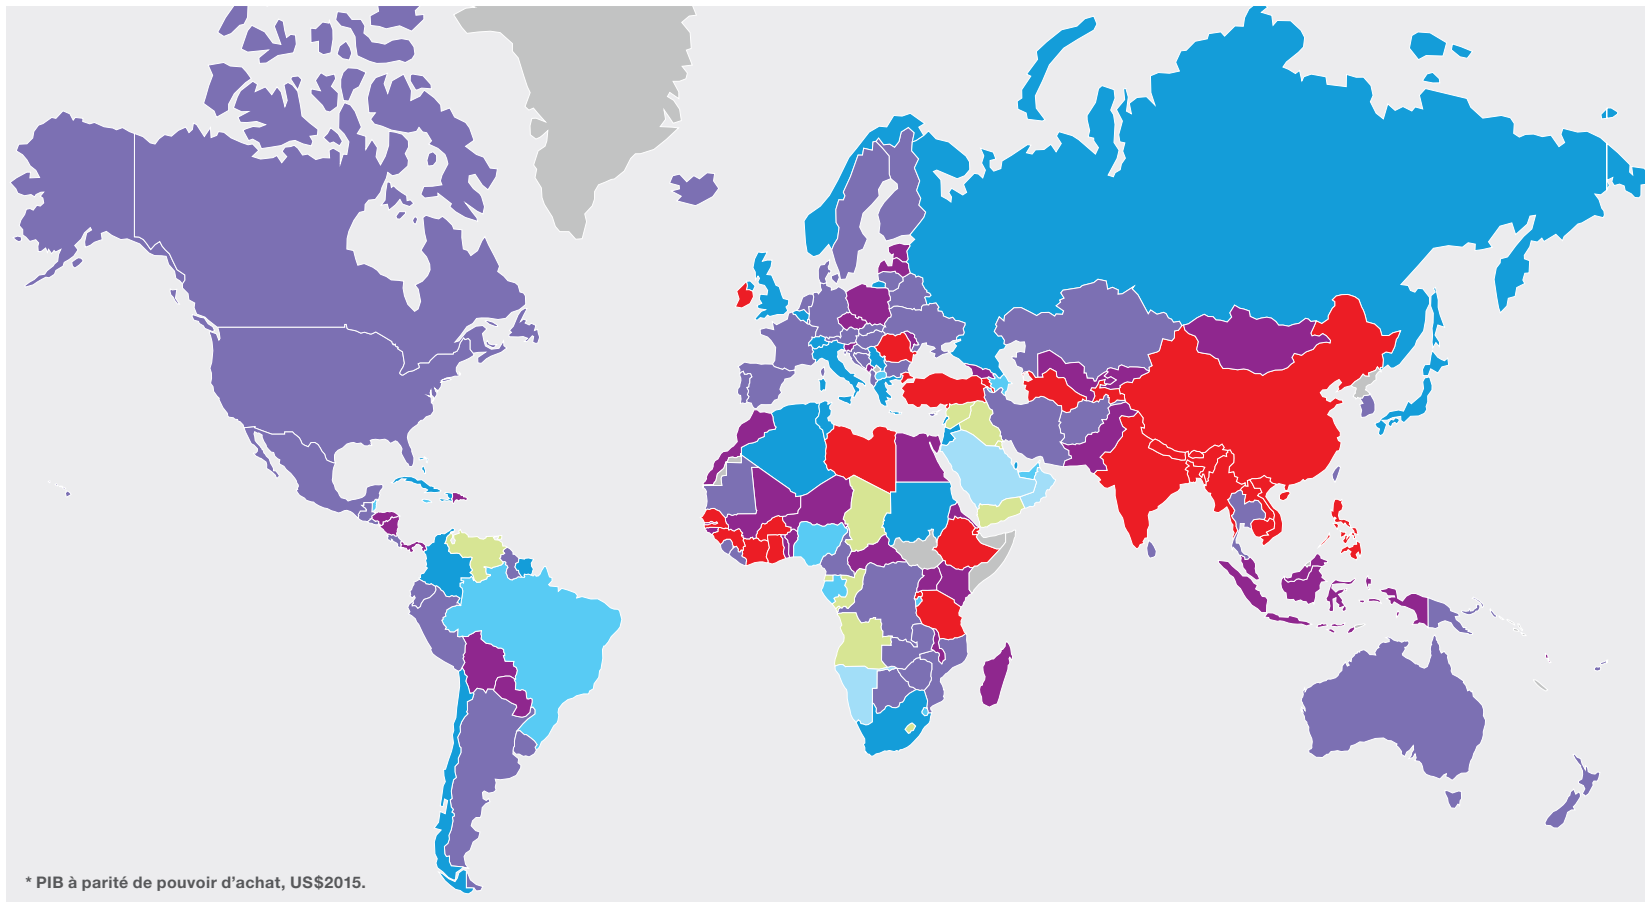 * PIB à parité de pouvoir d’achat, US$2015.